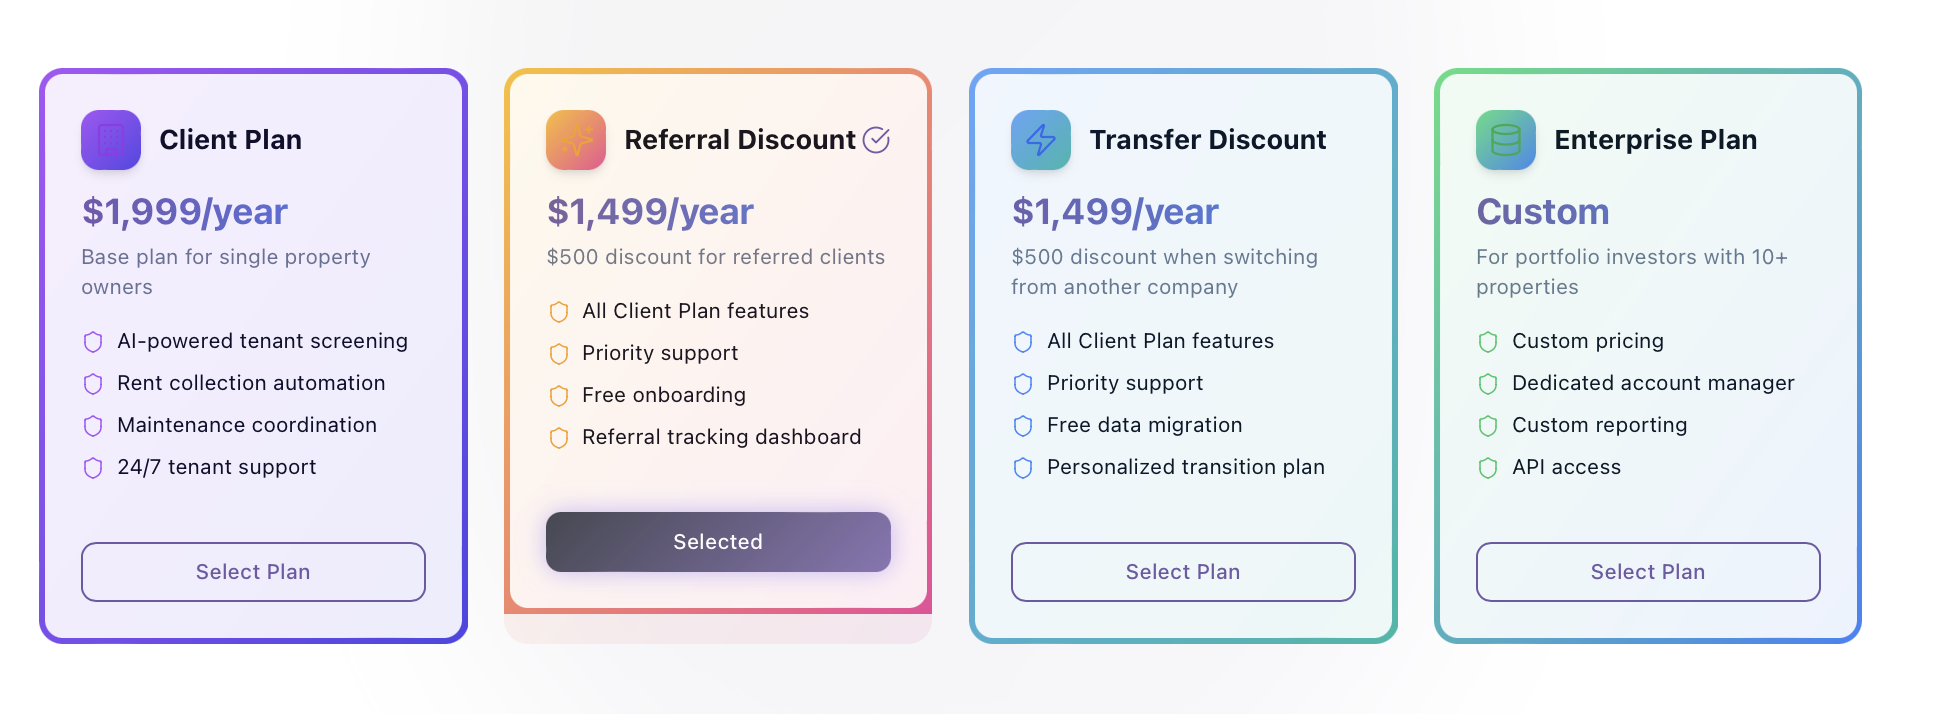 Client Plan
$1,999/year
Base plan for single property
owners
AI-powered tenant screening
Rent collection automation
Maintenance coordination
24/7 tenant support
Select Plan
Referral Discount
$1,499/year
$500 discount for referred clients
All Client Plan features
Priority support
Free onboarding
Referral tracking dashboard
Selected
Transfer Discount
$1,499/year
$500 discount when switching
from another company
All Client Plan features
Priority support
Free data migration
Personalized transition plan
Select Plan
Enterprise Plan
Custom
For portfolio investors with 10+
properties
Custom pricing
Dedicated account manager
Custom reporting
API access
Select Plan